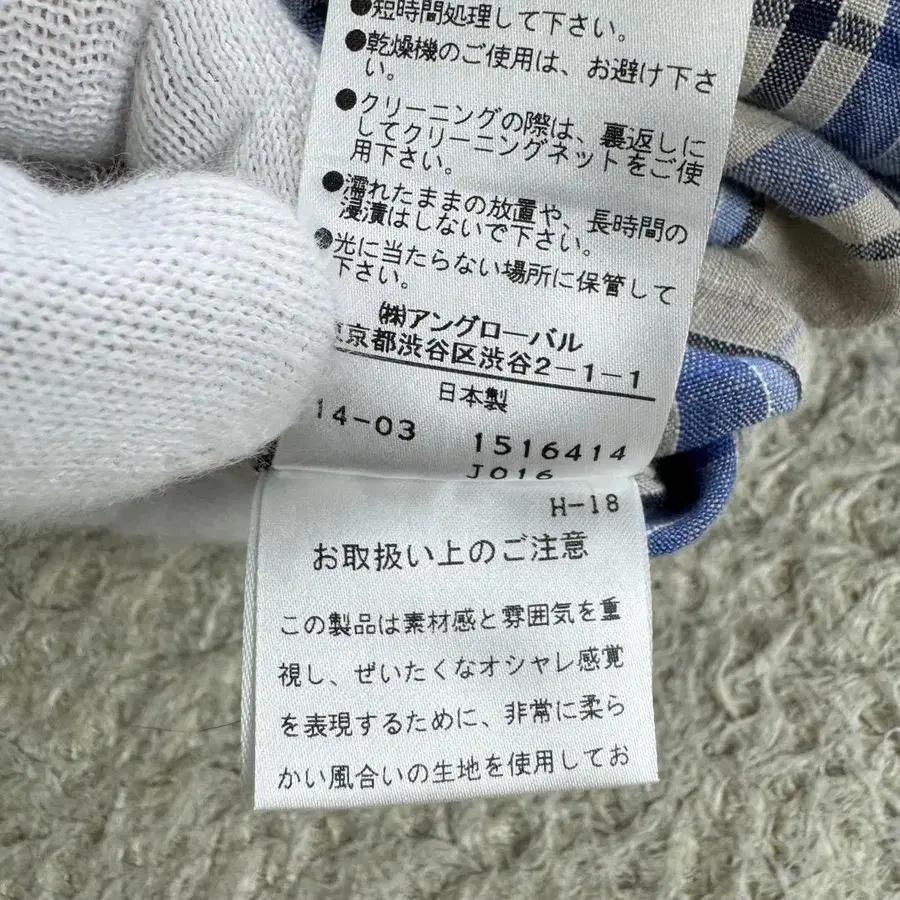 ●短時間処理して下さい。
●乾燥機のご使用は、お避け下さ
い。
●クリーニングの際は、裏返しに
してクリーニングネットをご使
用下さい。
●濡れたままの放置や、長時間の
浸漬はしないで下さい。
●光に当たらない場所に保管して
下さい。
㈱アングローバル
東京都渋谷区渋谷2-1-1
日本製
14-03 1516414
J016
H-18
お取扱い上のご注意
この製品は素材感と雰囲気を重
視し、ぜいたくなオシャレ感覚
を表現するために、非常に柔ら
かい風合いの生地を使用してお